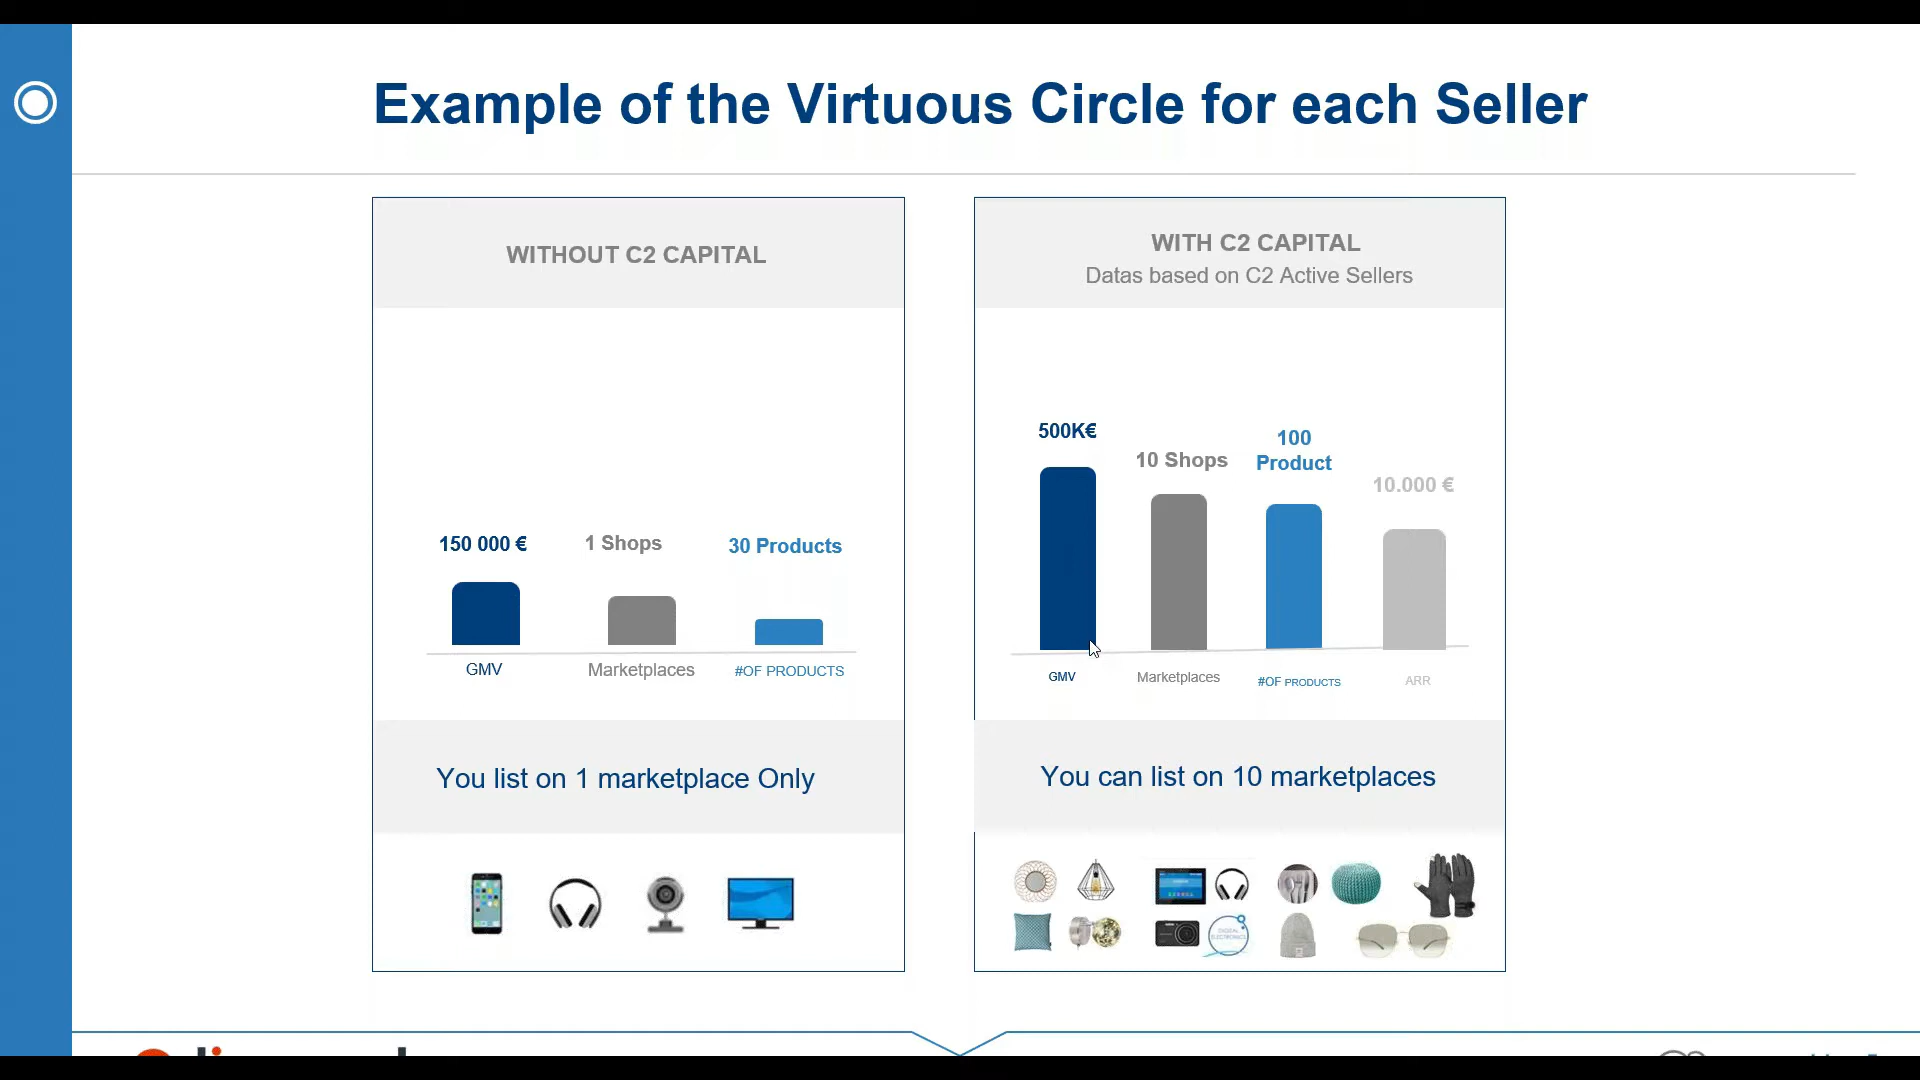 Example of the Virtuous Circle for each Seller
WITHOUT C2 CAPITAL
150 000 €
1 Shops
30 Products
GMV
Marketplaces
#OF PRODUCTS
You list on 1 marketplace Only
WITH C2 CAPITAL
Datas based on C2 Active Sellers
500K€
10 Shops
100
Product
10.000 €
GMV
Marketplaces
#OF PRODUCTS
ARR
You can list on 10 marketplaces
DIGITAL
ELECTRONICS